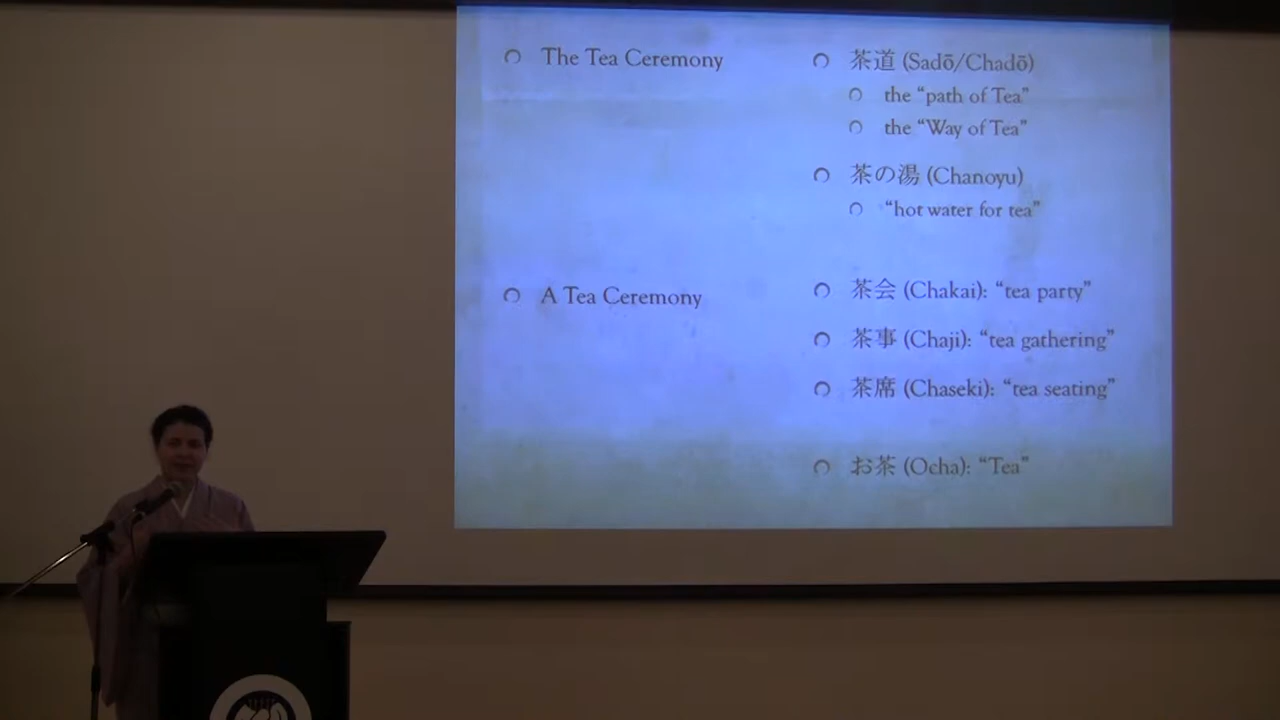 The Tea Ceremony
茶道 (Sadō/Chadō)
the “path of Tea”
the “Way of Tea”
茶の湯 (Chanoyu)
“hot water for tea”
A Tea Ceremony
茶会 (Chakai): “tea party”
茶事 (Chaji): “tea gathering”
茶席 (Chaseki): “tea seating”
お茶 (Ocha): “Tea”